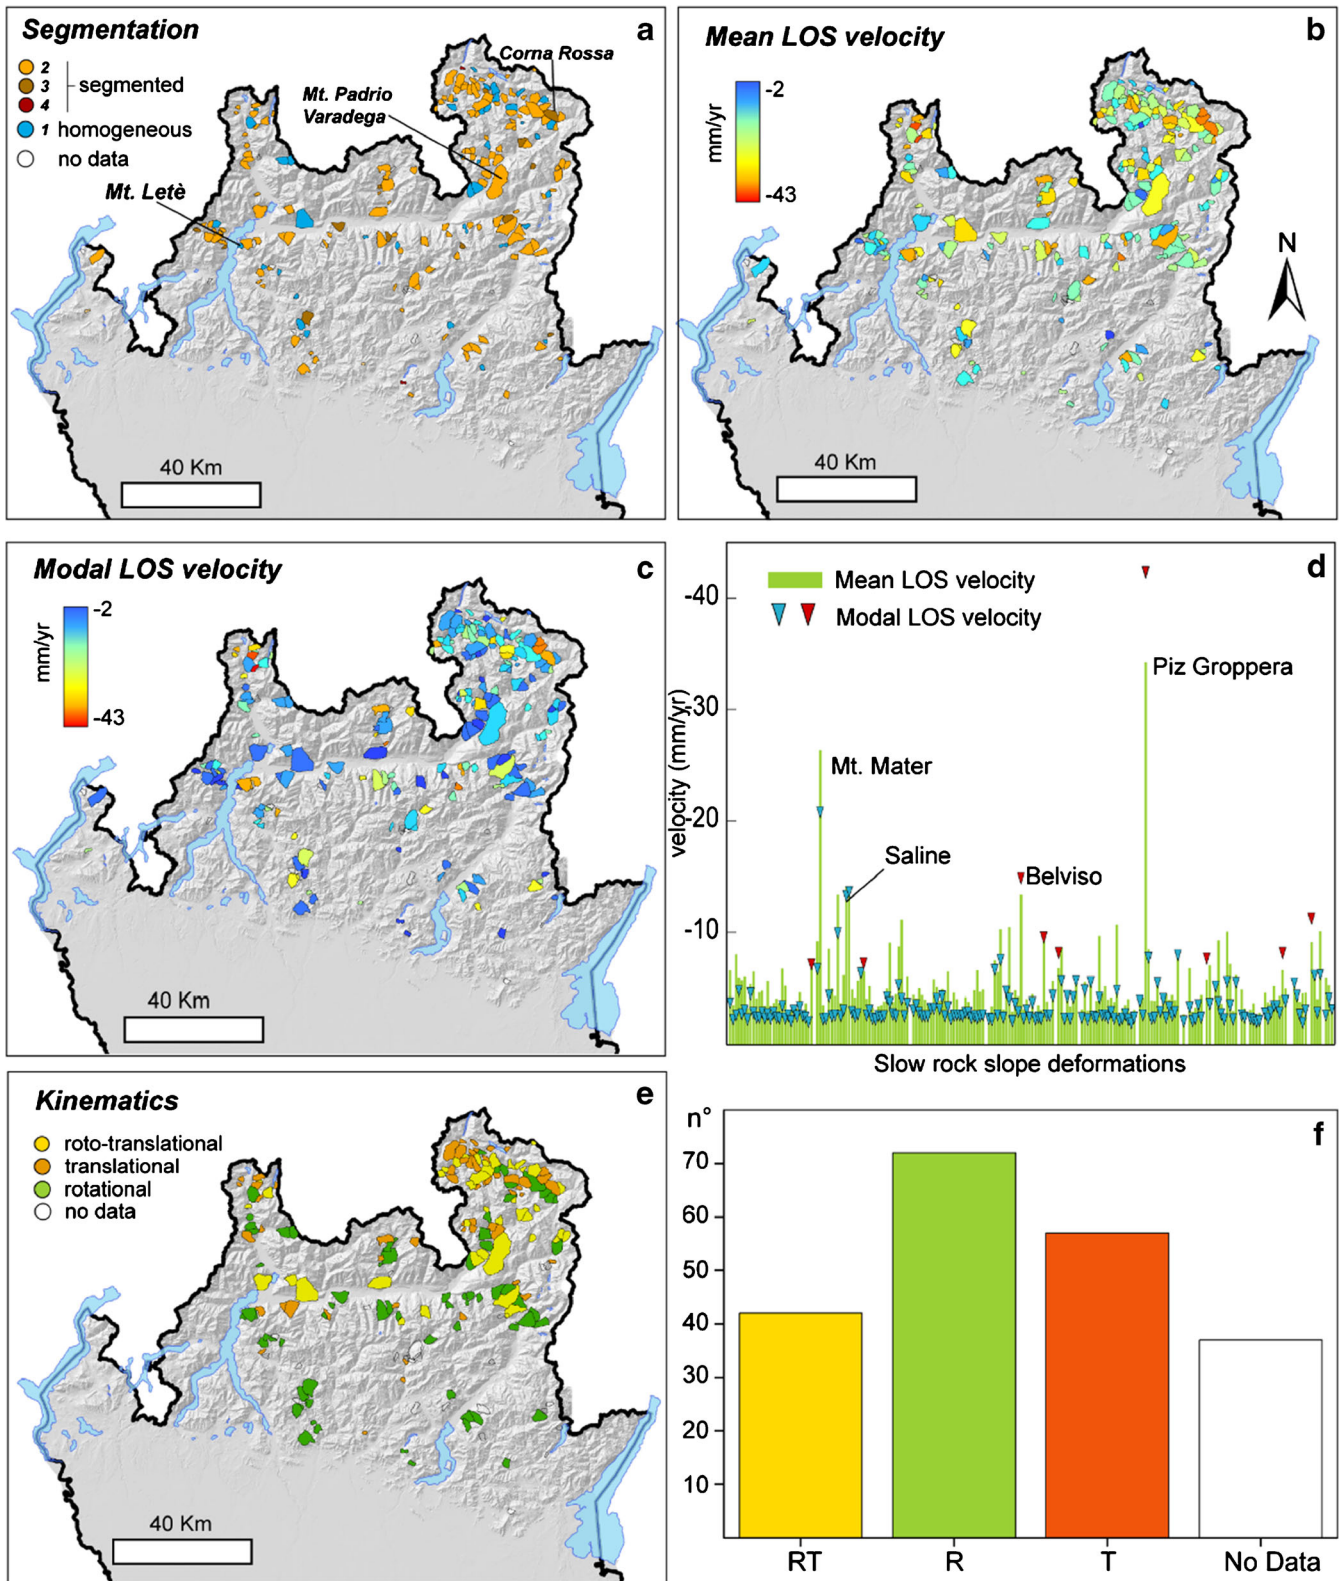 Segmentation
a
2
3
segmented
4
1 homogeneous
no data
Corna Rossa
Mt. Padrio
Varadega
Mt. Letè
40 Km
Mean LOS velocity
b
-2
mm/yr
-43
N
40 Km
Modal LOS velocity
c
-2
mm/yr
-43
40 Km
d
Mean LOS velocity
Modal LOS velocity
-40
-30
-20
-10
velocity (mm/yr)
Piz Groppera
Mt. Mater
Saline
Belviso
Slow rock slope deformations
Kinematics
e
roto-translational
translational
rotational
no data
40 Km
n°
f
70
60
50
40
30
20
10
RT
R
T
No Data